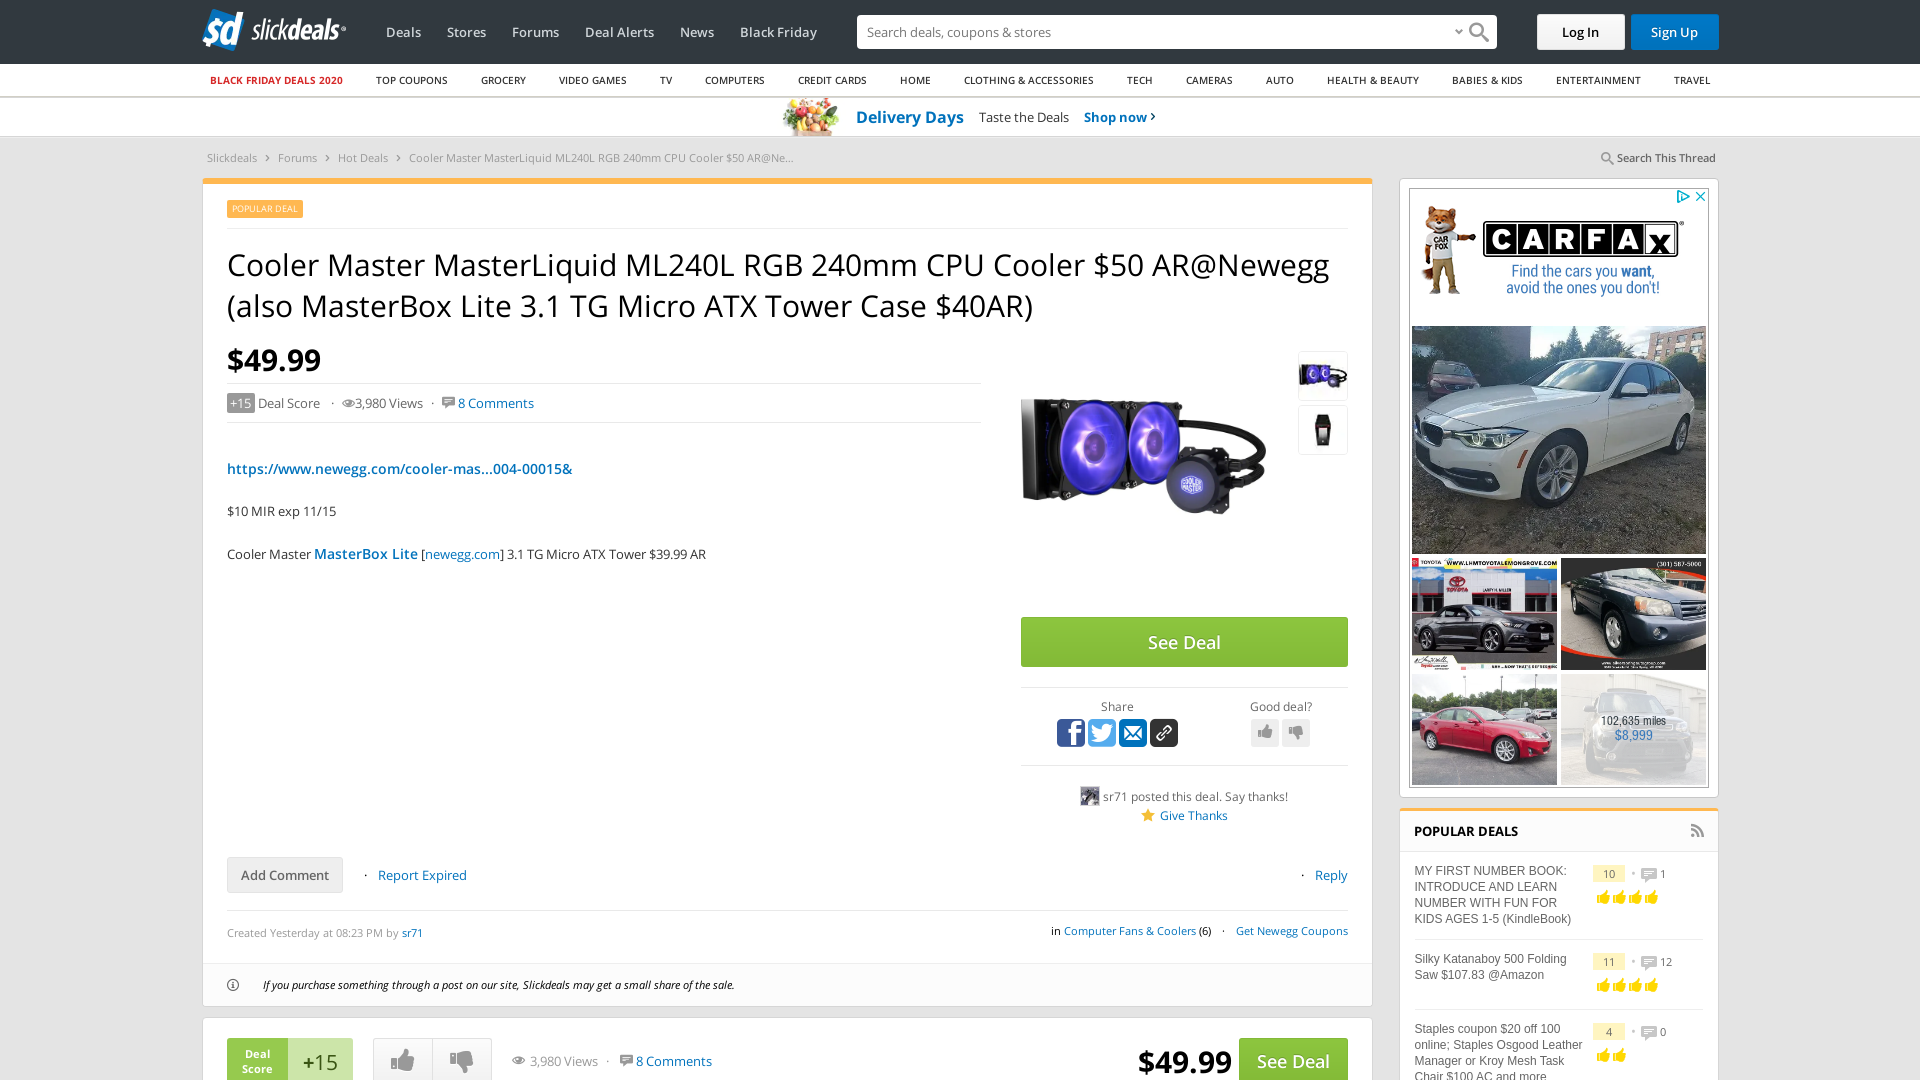 slickdeals
Deals
Stores
Forums
Deal Alerts
News
Black Friday
Search deals, coupons & stores
Log In
Sign Up
BLACK FRIDAY DEALS 2020
TOP COUPONS
GROCERY
VIDEO GAMES
TV
COMPUTERS
CREDIT CARDS
HOME
CLOTHING & ACCESSORIES
TECH
CAMERAS
AUTO
HEALTH & BEAUTY
BABIES & KIDS
ENTERTAINMENT
TRAVEL
Delivery Days
Taste the Deals
Shop now
Slickdeals > Forums > Hot Deals > Cooler Master MasterLiquid ML240L RGB 240mm CPU Cooler $50 AR@Ne...
Search This Thread
POPULAR DEAL
Cooler Master MasterLiquid ML240L RGB 240mm CPU Cooler $50 AR@Newegg
(also MasterBox Lite 3.1 TG Micro ATX Tower Case $40AR)
$49.99
+15 Deal Score · 3,980 Views · 8 Comments
https://www.newegg.com/cooler-mas...004-00015&
$10 MIR exp 11/15
Cooler Master MasterBox Lite [newegg.com] 3.1 TG Micro ATX Tower $39.99 AR
COOLER MASTER
See Deal
Share
Good deal?
sr71 posted this deal. Say thanks!
Give Thanks
Add Comment
· Report Expired
· Reply
Created Yesterday at 08:23 PM by sr71
in Computer Fans & Coolers (6) · Get Newegg Coupons
If you purchase something through a post on our site, Slickdeals may get a small share of the sale.
Deal
Score
+15
3,980 Views · 8 Comments
$49.99
See Deal
CAR
FOX
CARFAX
Find the cars you want,
avoid the ones you don't!
TOYOTA
WWW.LHMTOYOTALEMONGROVE.COM
(301) 587-5000
102,635 miles
$8,999
POPULAR DEALS
MY FIRST NUMBER BOOK:
INTRODUCE AND LEARN
NUMBER WITH FUN FOR
KIDS AGES 1-5 (KindleBook)
10 • 1
Silky Katanaboy 500 Folding
Saw $107.83 @Amazon
11 • 12
Staples coupon $20 off 100
online; Staples Osgood Leather
Manager or Kroy Mesh Task
Chair $100 AC and more
4 • 0